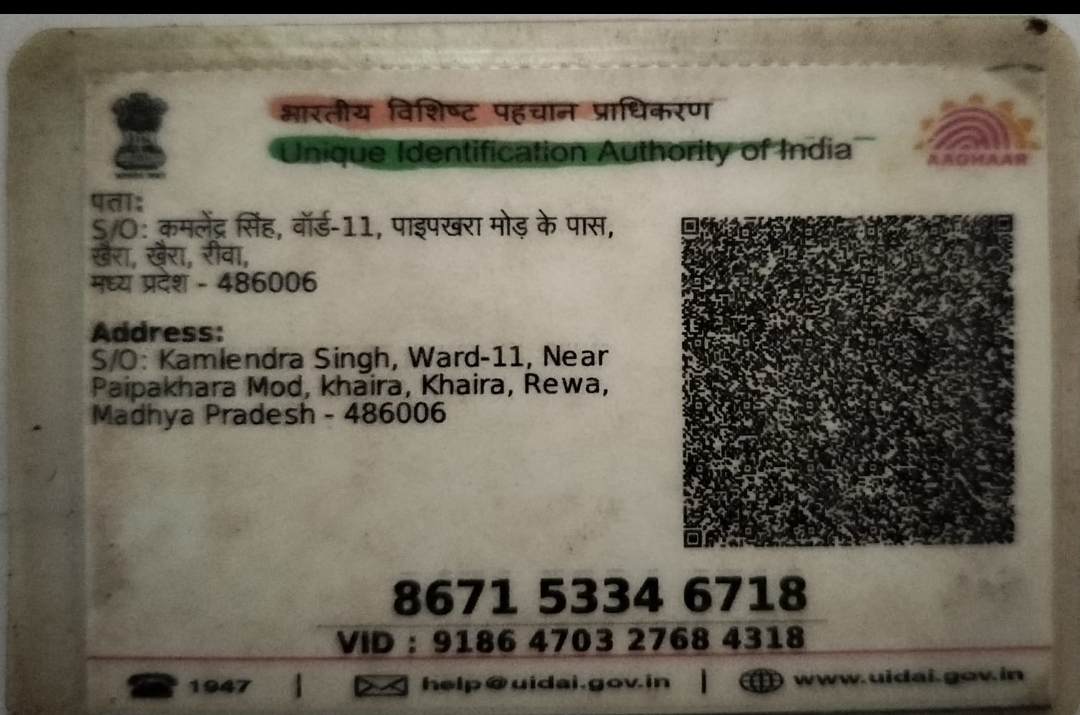 भारतीय विशिष्ट पहचान प्राधिकरण
Unique Identification Authority of India
AADHAAR
पता:
S/O: कमलेंद्र सिंह, वॉर्ड-11, पाइपखरा मोड़ के पास,
खैरा, खैरा, रीवा,
मध्य प्रदेश - 486006
Address:
S/O: Kamlendra Singh, Ward-11, Near
Paipakhara Mod, khaira, Khaira, Rewa,
Madhya Pradesh - 486006
8671 5334 6718
VID : 9186 4703 2768 4318
1947 | help@uidai.gov.in | www.uidai.gov.in